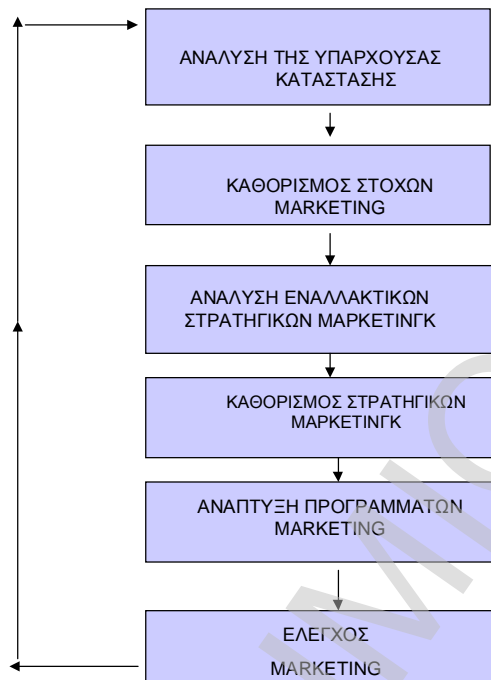 ΑΝΑΛΥΣΗ ΤΗΣ ΥΠΑΡΧΟΥΣΑΣ
ΚΑΤΑΣΤΑΣΗΣ
ΚΑΘΟΡΙΣΜΟΣ ΣΤΟΧΩΝ
MARKETING
ΑΝΑΛΥΣΗ ΕΝΑΛΛΑΚΤΙΚΩΝ
ΣΤΡΑΤΗΓΙΚΩΝ ΜΑΡΚΕΤΙΝΓΚ
ΚΑΘΟΡΙΣΜΟΣ ΣΤΡΑΤΗΓΙΚΩΝ
ΜΑΡΚΕΤΙΝΓΚ
ΑΝΑΠΤΥΞΗ ΠΡΟΓΡΑΜΜΑΤΩΝ
MARKETING
ΕΛΕΓΧΟΣ
MARKETING